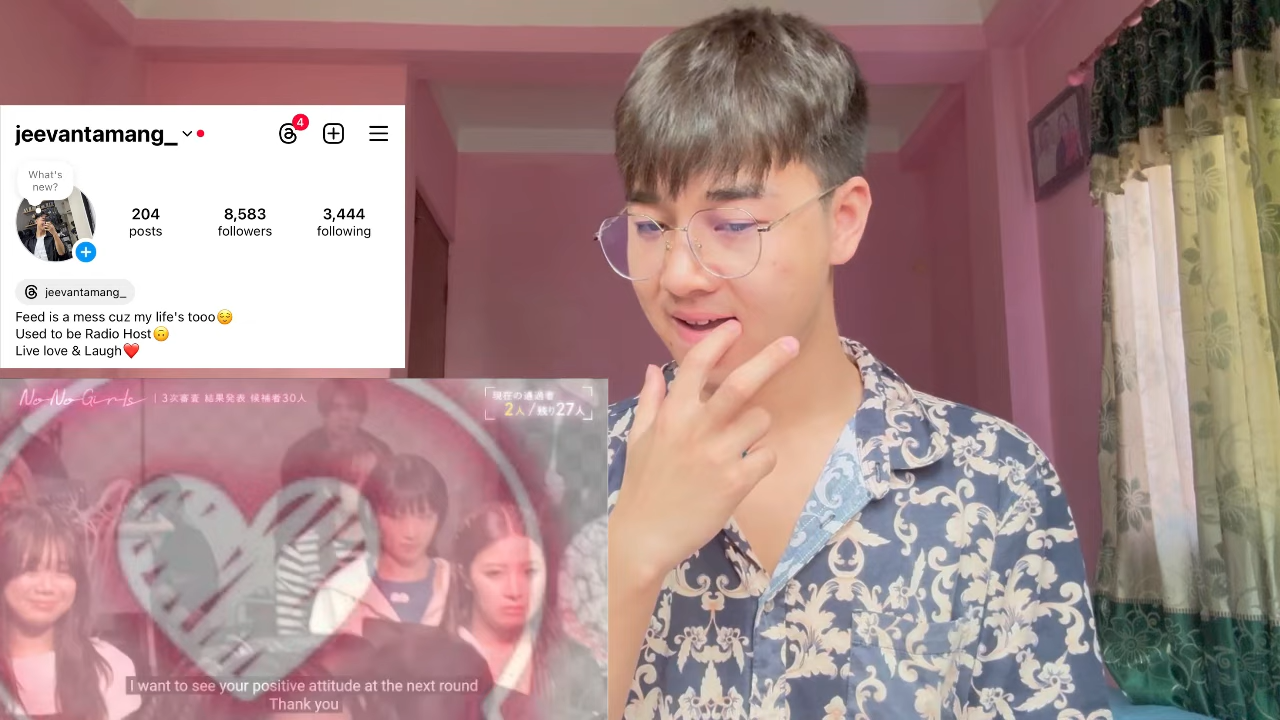 jeevantamang_
4
What's
new?
204
posts
8,583
followers
3,444
following
jeevantamang_
Feed is a mess cuz my life's tooo😌
Used to be Radio Host🙃
Live love & Laugh❤️
No No Girls | 3次審査 結果発表 候補者30人
現在の通過者
2人/残り27人
I want to see your positive attitude at the next round
Thank you